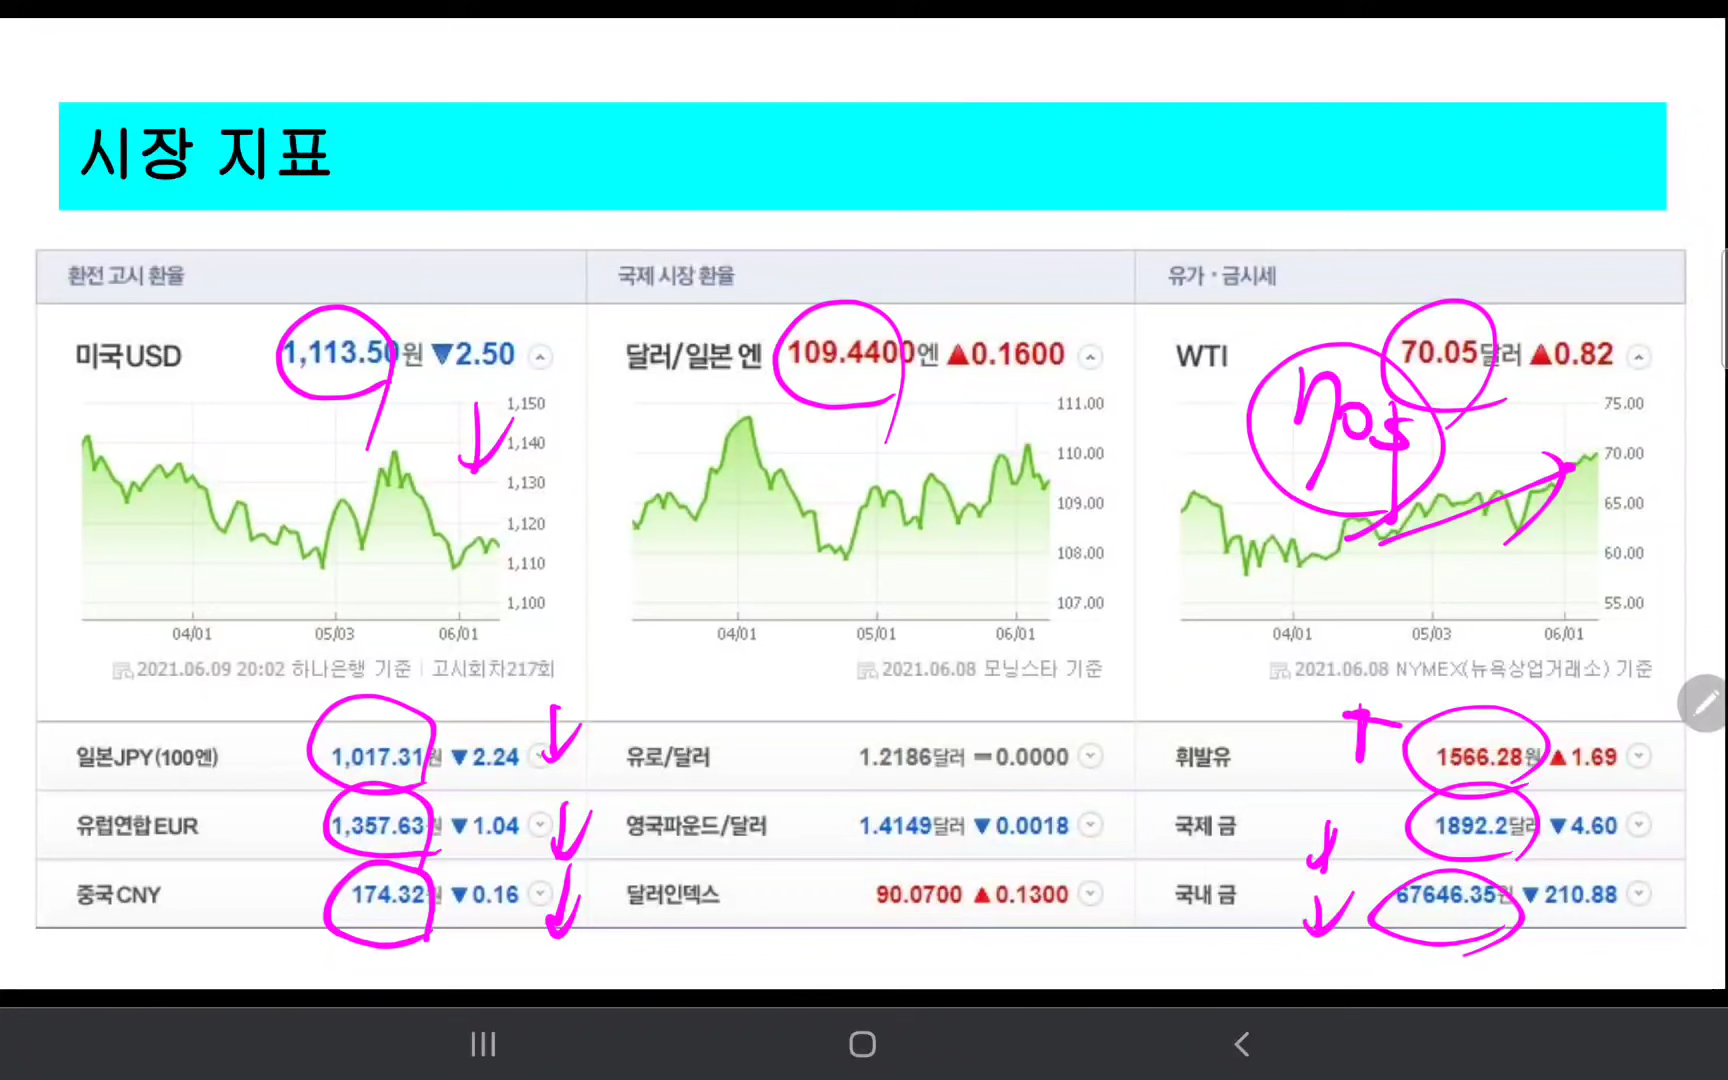 시장 지표
환전 고시 환율
미국USD 1,113.50원 ▼2.50
1,150
1,140
1,130
1,120
1,110
1,100
04/01 05/03 06/01
2021.06.09 20:02 하나은행 기준 | 고시회차217회
일본JPY(100엔) 1,017.31원 ▼2.24
유럽연합EUR 1,357.63원 ▼1.04
중국CNY 174.32원 ▼0.16
국제 시장 환율
달러/일본 엔 109.4400엔 ▲0.1600
111.00
110.00
109.00
108.00
107.00
04/01 05/01 06/01
2021.06.08 모닝스타 기준
유로/달러 1.2186달러 0.0000
영국파운드/달러 1.4149달러 ▼0.0018
달러인덱스 90.0700 ▲0.1300
유가·금시세
WTI 70.05달러 ▲0.82
70$
75.00
70.00
65.00
60.00
55.00
04/01 05/03 06/01
2021.06.08 NYMEX(뉴욕상업거래소) 기준
휘발유 1566.28원 ▲1.69
국제 금 1892.2달러 ▼4.60
국내 금 67646.35원 ▼210.88